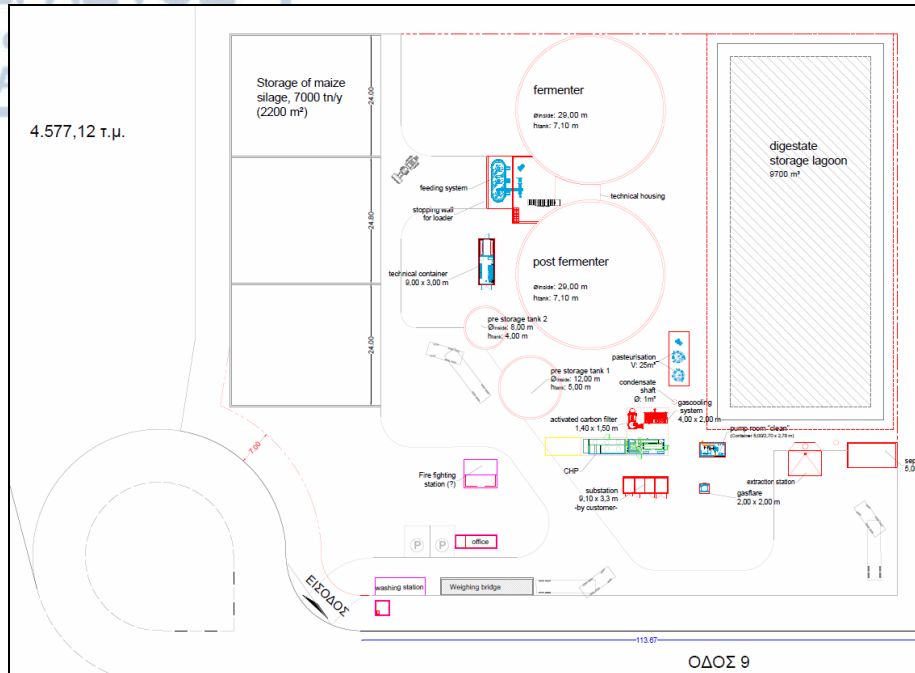 Storage of maize
silage, 7000 tn/y
(2200 m²)
24.00
24.80
24.00
4.577,12 τ.μ.
fermenter
Øinside: 29,00 m
htank: 7,10 m
feeding system
stopping wall
for loader
technical housing
digestate
storage lagoon
9700 m³
post fermenter
Øinside: 29,00 m
htank: 7,10 m
technical container
9,00 x 3,00 m
pre storage tank 2
Øinside: 8,00 m
htank: 4,00 m
pre storage tank 1
Øinside: 12,00 m
htank: 5,00 m
pasteurisation
V: 25m³
condensate
shaft
Ø: 1m²
gascooling
system
4,00 x 2,00 m
activated carbon filter
1,40 x 1,50 m
pump room "clean"
CHP
substation
9,10 x 3,3 m
-by customer-
extraction station
gasflare
2,00 x 2,00 m
sep
5,0
7.00
Fire fighting
station (?)
P
P
office
washing station
Weighing bridge
ΕΙΣΟΔΟΣ
113.67
ΟΔΟΣ 9